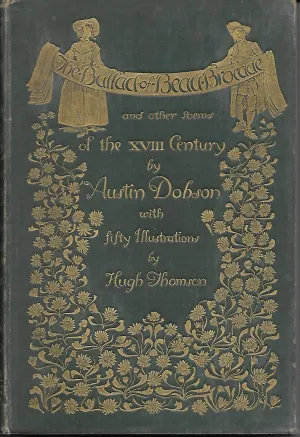 The Ballad of Beau Brocade
and other Poems
of the XVIII Century
by
Austin Dobson
with
fifty Illustrations
by
Hugh Thomson